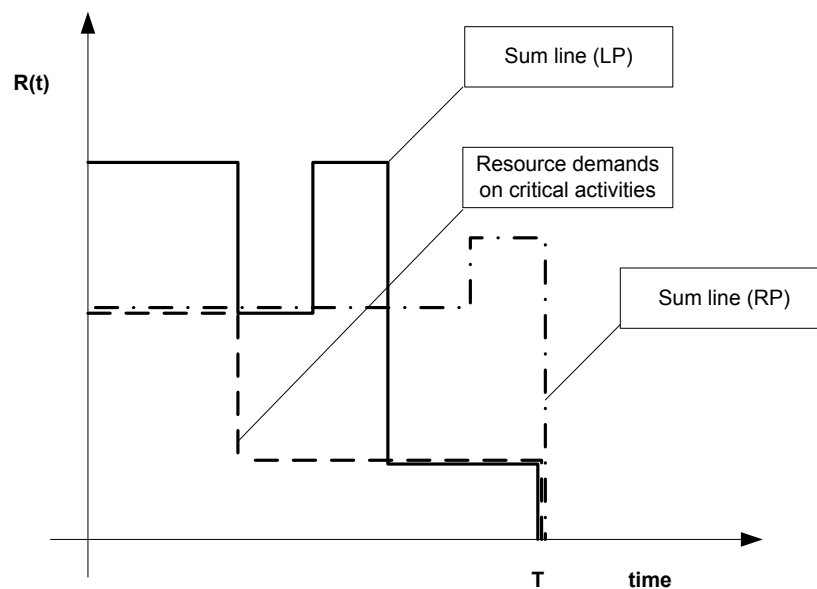 Sum line (LP)
R(t)
Resource demands
on critical activities
Sum line (RP)
T
time